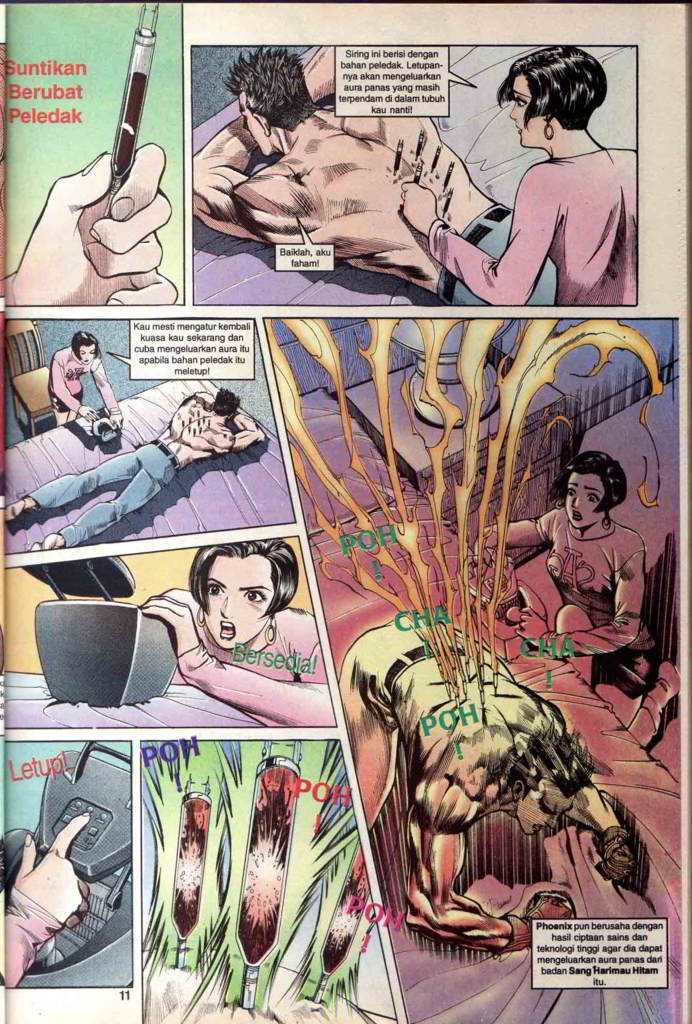 Suntikan
Berubat
Peledak
Siring ini berisi dengan
bahan peledak. Letupan-
nya akan mengeluarkan
aura panas yang masih
terpendam di dalam tubuh
kau nanti!
Baiklah, aku
faham!
Kau mesti mengatur kembali
kuasa kau sekarang dan
cuba mengeluarkan aura itu
apabila bahan peledak itu
meletup!
Bersedia!
Letup!
POH
!
POH
!
POH
!
POH
!
CHA
!
CHA
!
POH
!
Phoenix pun berusaha dengan
hasil ciptaan sains dan
teknologi tinggi agar dia dapat
mengeluarkan aura panas dari
badan Sang Harimau Hitam
itu.
11